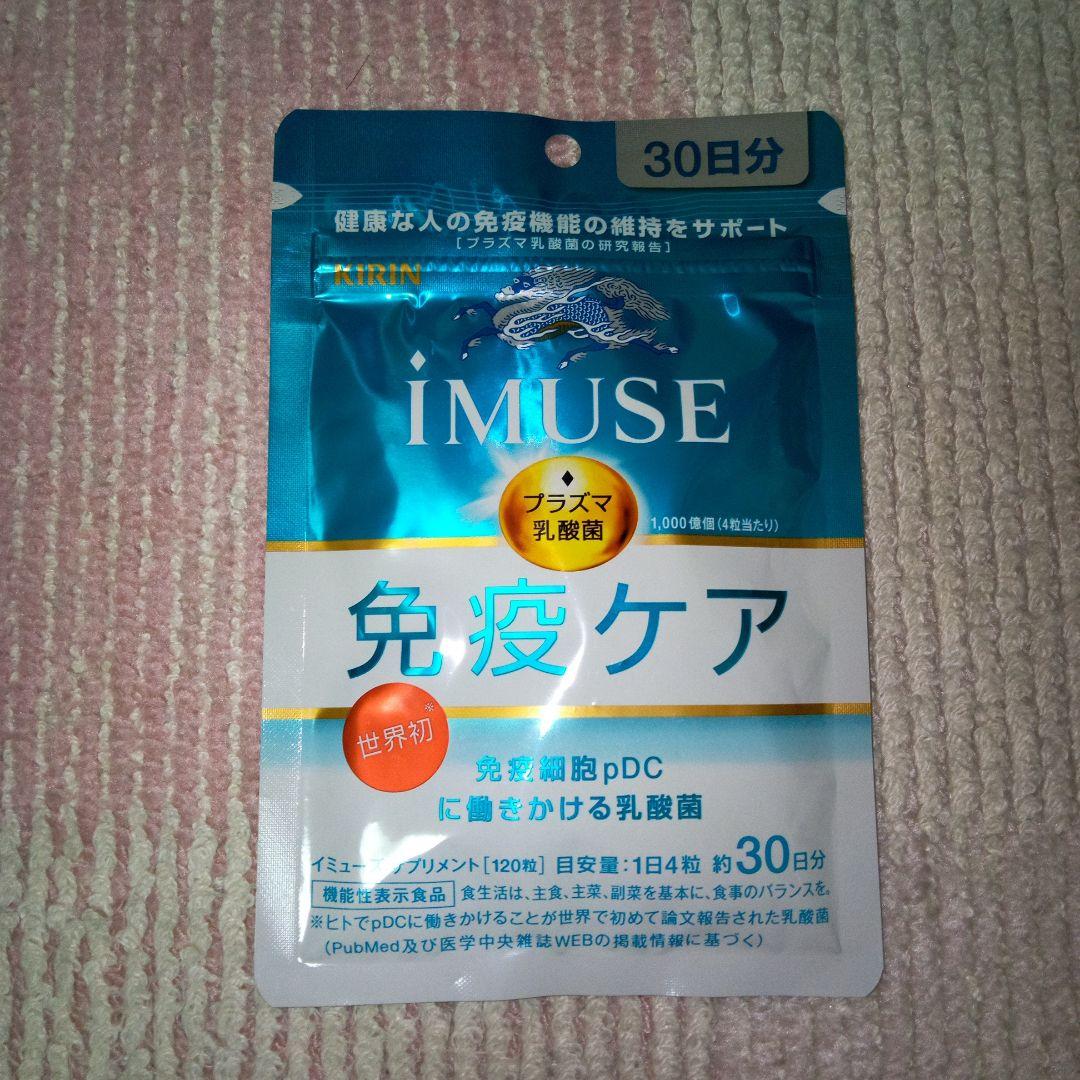 30日分
健康な人の免疫機能の維持をサポート
[プラズマ乳酸菌の研究報告]
KIRIN
iMUSE
プラズマ
乳酸菌
1,000億個(4粒当たり)
免疫ケア
世界初※
免疫細胞pDC
に働きかける乳酸菌
イミューズ サプリメント[120粒] 目安量:1日4粒 約30日分
機能性表示食品 食生活は、主食、主菜、副菜を基本に、食事のバランスを。
※ヒトでpDCに働きかけることが世界で初めて論文報告された乳酸菌
(PubMed及び医学中央雑誌WEBの掲載情報に基づく)